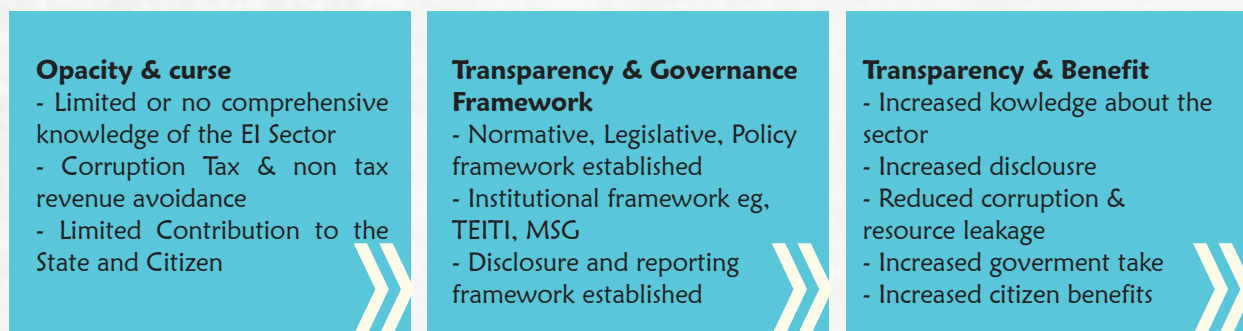 Opacity & curse
- Limited or no comprehensive
knowledge of the EI Sector
- Corruption Tax & non tax
revenue avoidance
- Limited Contribution to the
State and Citizen
Transparency & Governance
Framework
- Normative, Legislative, Policy
framework established
- Institutional framework eg,
TEITI, MSG
- Disclosure and reporting
framework established
Transparency & Benefit
- Increased kowledge about the
sector
- Increased disclousre
- Reduced corruption &
resource leakage
- Increased goverment take
- Increased citizen benefits